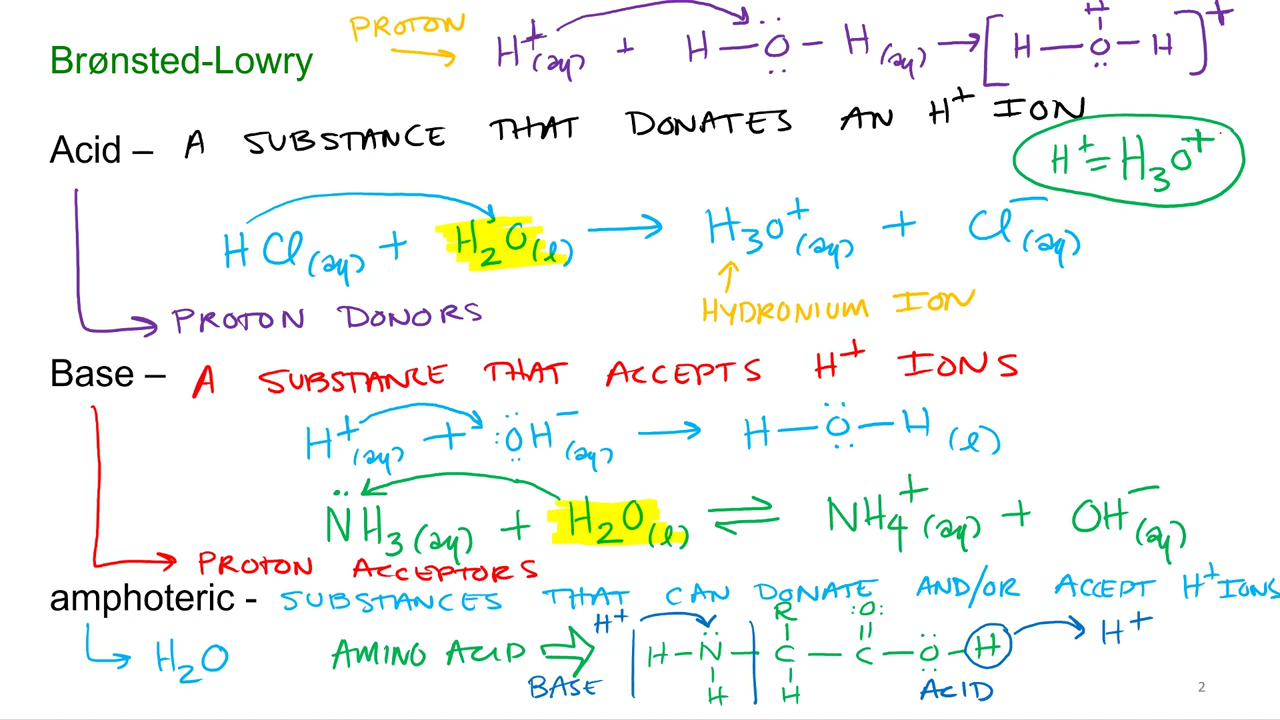 PROTON
H⁺(aq) + H–Ö–H(aq) → [H–O–H]⁺
H
Brønsted-Lowry
Acid – A SUBSTANCE THAT DONATES AN H⁺ ION
H⁺ = H₃O⁺
HCl(aq) + H₂O(l) → H₃O⁺(aq) + Cl⁻(aq)
HYDRONIUM ION
PROTON DONORS
Base – A SUBSTANCE THAT ACCEPTS H⁺ IONS
H⁺(aq) + :ÖH⁻(aq) → H–Ö–H (l)
NH₃(aq) + H₂O(l) ⇌ NH₄⁺(aq) + OH⁻(aq)
PROTON ACCEPTORS
amphoteric - SUBSTANCES THAT CAN DONATE AND/OR ACCEPT H⁺ IONS
H⁺ R :O:
H₂O AMINO ACID ⇒ H–N–C–C–O–H → H⁺
BASE H H ACID
2